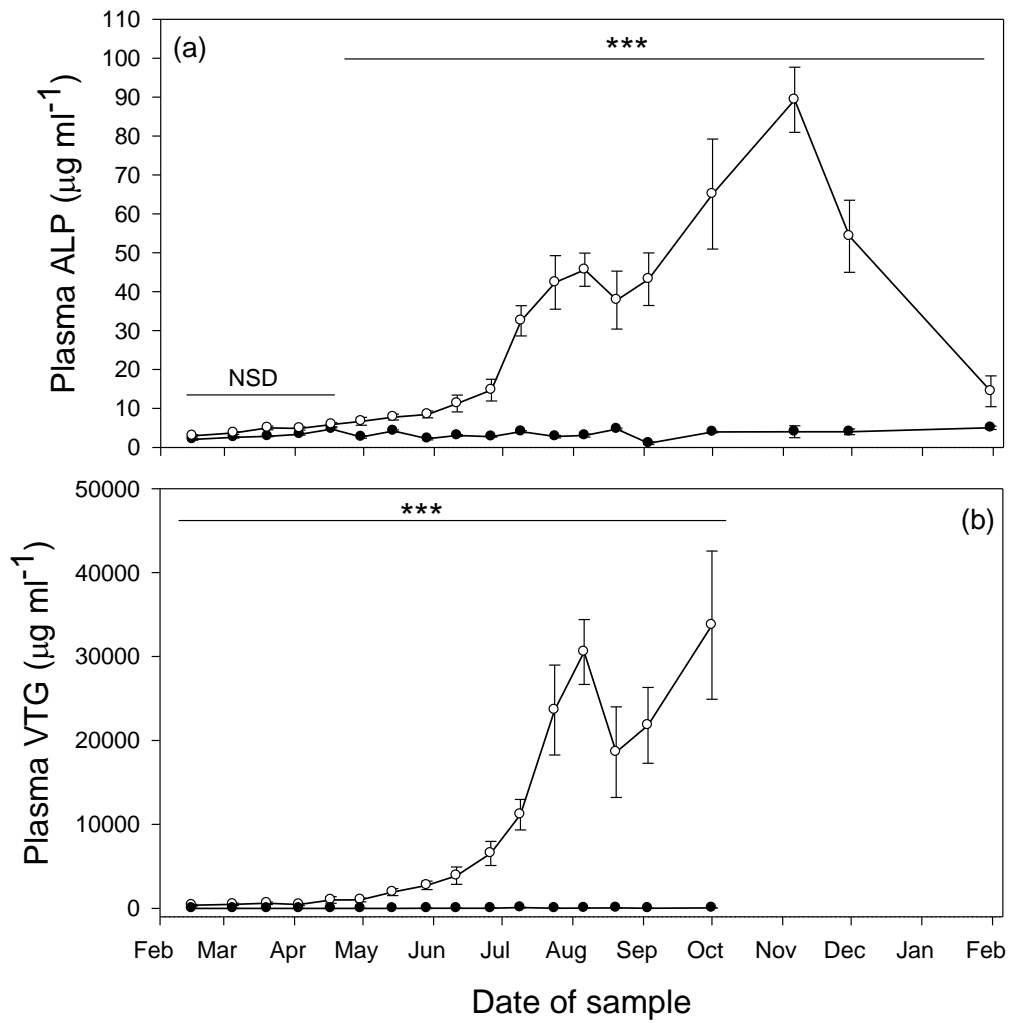 (a)
***
NSD
Plasma ALP (μg ml⁻¹)
110
100
90
80
70
60
50
40
30
20
10
0
(b)
***
Plasma VTG (μg ml⁻¹)
50000
40000
30000
20000
10000
0
Feb Mar Apr May Jun Jul Aug Sep Oct Nov Dec Jan Feb
Date of sample